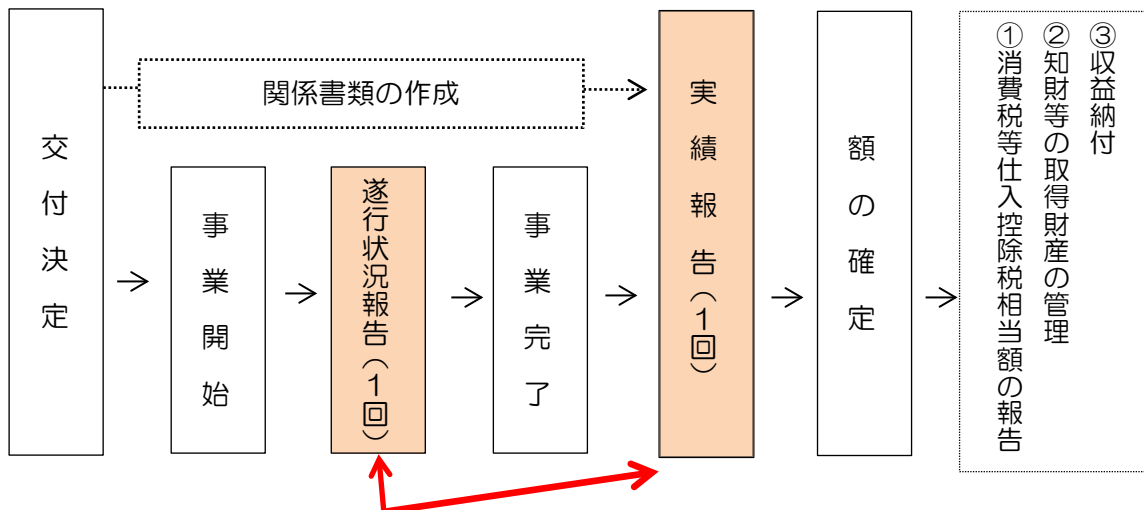 交付決定
関係書類の作成
事業開始
遂行状況報告（１回）
事業完了
実績報告（１回）
額の確定
③収益納付
②知財等の取得財産の管理
①消費税等仕入控除税相当額の報告